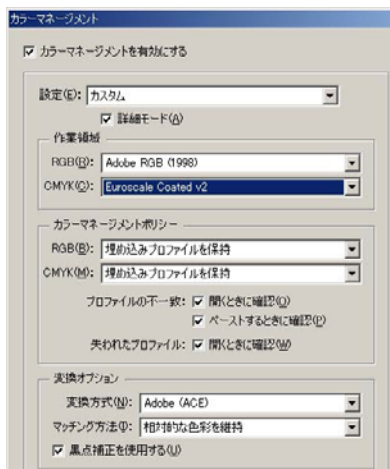 カラーマネージメント
カラーマネージメントを有効にする
設定(E): カスタム
詳細モード(A)
作業領域
RGB(R): Adobe RGB (1998)
CMYK(C): Euroscale Coated v2
カラーマネージメントポリシー
RGB(B): 埋め込みプロファイルを保持
CMYK(M): 埋め込みプロファイルを保持
プロファイルの不一致: 開くときに確認(O)
ペーストするときに確認(P)
失われたプロファイル: 開くときに確認(W)
変換オプション
変換方式(N): Adobe (ACE)
マッチング方法(I): 相対的な色彩を維持
黒点補正を使用する(U)